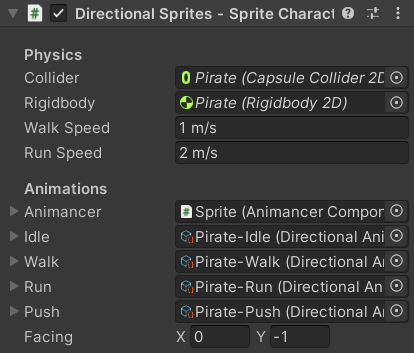 Directional Sprites - Sprite Charact
Physics
Collider Pirate (Capsule Collider 2D
Rigidbody Pirate (Rigidbody 2D)
Walk Speed 1 m/s
Run Speed 2 m/s
Animations
Animancer Sprite (Animancer Compon
Idle Pirate-Idle (Directional Ani
Walk Pirate-Walk (Directional A
Run Pirate-Run (Directional An
Push Pirate-Push (Directional A
Facing X 0 Y -1